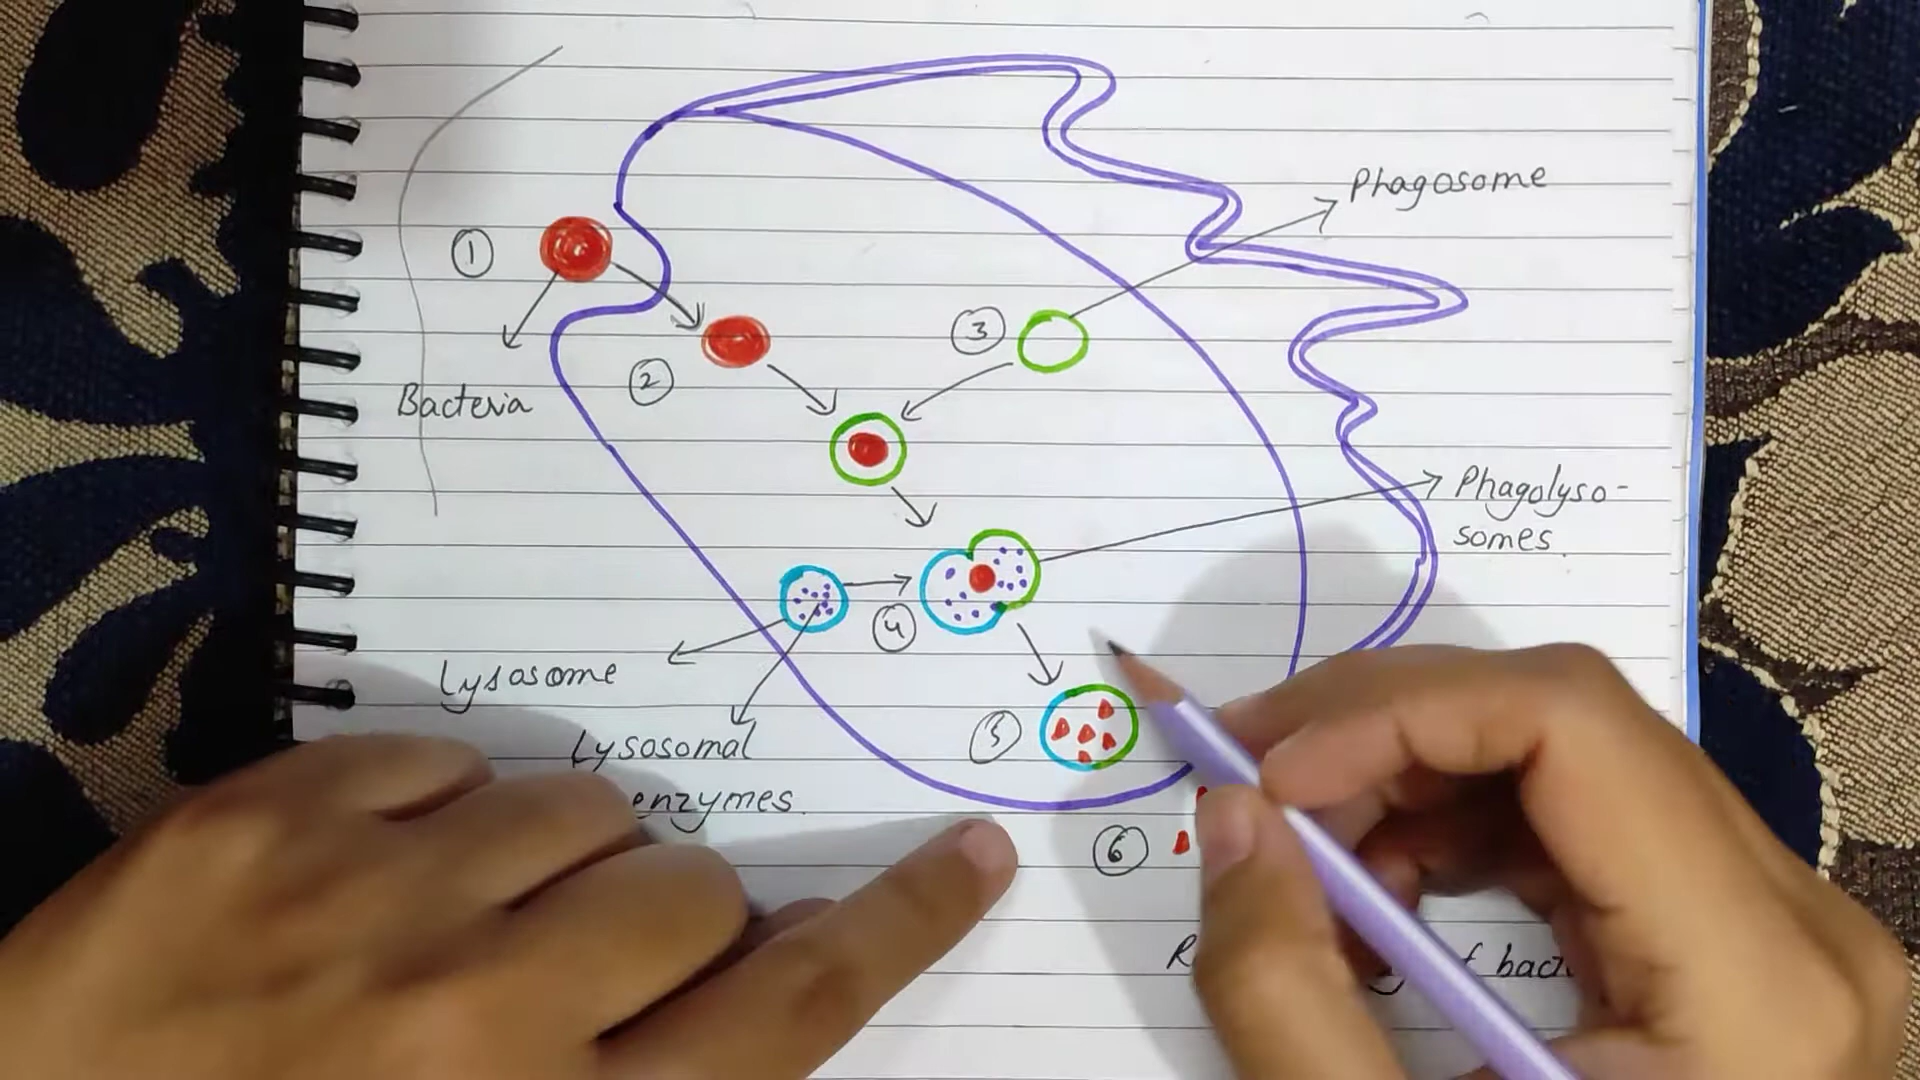 Phagosome
1
3
2
Bacteria
Phagolyso-
somes.
4
Lysosome
5
Lysosomal
enzymes.
6